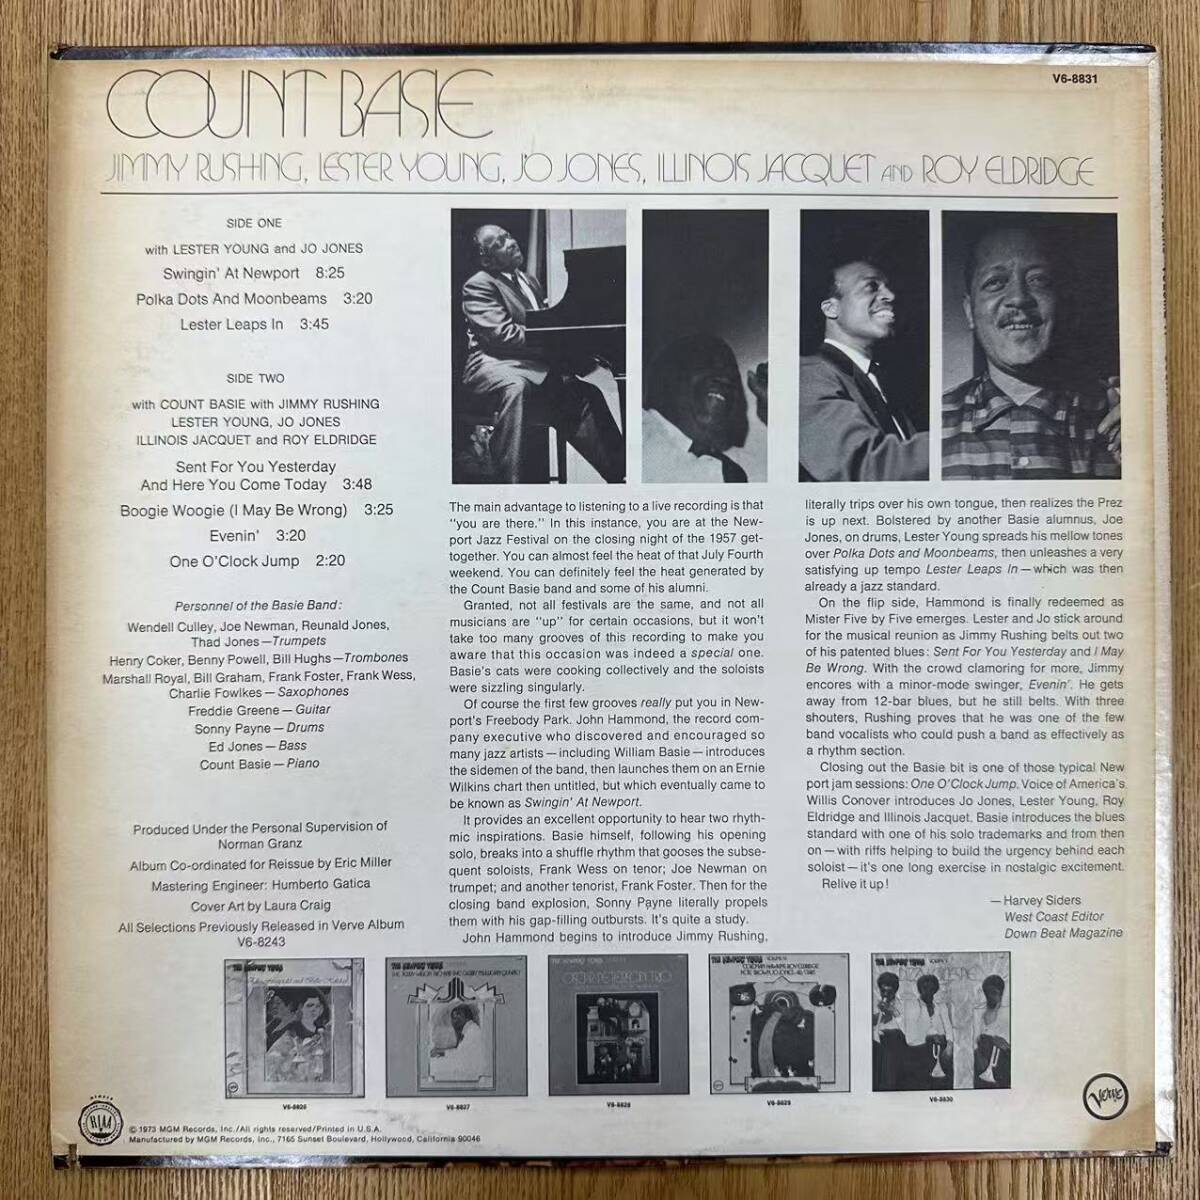 COUNT BASIE
V6-8831
JIMMY RUSHING, LESTER YOUNG, J'O JONES, ILLINOIS JACQUET AND ROY ELDRIDGE
SIDE ONE
with LESTER YOUNG and JO JONES
Swingin' At Newport 8:25
Polka Dots And Moonbeams 3:20
Lester Leaps In 3:45
SIDE TWO
with COUNT BASIE with JIMMY RUSHING
LESTER YOUNG, JO JONES
ILLINOIS JACQUET and ROY ELDRIDGE
Sent For You Yesterday
And Here You Come Today 3:48
Boogie Woogie (I May Be Wrong) 3:25
Evenin' 3:20
One O'Clock Jump 2:20
Personnel of the Basie Band:
Wendell Culley, Joe Newman, Reunald Jones,
Thad Jones—Trumpets
Henry Coker, Benny Powell, Bill Hughs—Trombones
Marshall Royal, Bill Graham, Frank Foster, Frank Wess,
Charlie Fowlkes—Saxophones
Freddie Greene—Guitar
Sonny Payne—Drums
Ed Jones—Bass
Count Basie—Piano
Produced Under the Personal Supervision of
Norman Granz
Album Co-ordinated for Reissue by Eric Miller
Mastering Engineer: Humberto Gatica
Cover Art by Laura Craig
All Selections Previously Released in Verve Album
V6-8243
The main advantage to listening to a live recording is that
"you are there." In this instance, you are at the New-
port Jazz Festival on the closing night of the 1957 get-
together. You can almost feel the heat of that July Fourth
weekend. You can definitely feel the heat generated by
the Count Basie band and some of his alumni.
Granted, not all festivals are the same, and not all
musicians are "up" for certain occasions, but it won't
take too many grooves of this recording to make you
aware that this occasion was indeed a special one.
Basie's cats were cooking collectively and the soloists
were sizzling singularly.
Of course the first few grooves really put you in New-
port's Freebody Park. John Hammond, the record com-
pany executive who discovered and encouraged so
many jazz artists—including William Basie—introduces
the sidemen of the band, then launches them on an Ernie
Wilkins chart then untitled, but which eventually came to
be known as Swingin' At Newport.
It provides an excellent opportunity to hear two rhyth-
mic inspirations. Basie himself, following his opening
solo, breaks into a shuffle rhythm that gooses the subse-
quent soloists, Frank Wess on tenor; Joe Newman on
trumpet; and another tenorist, Frank Foster. Then for the
closing band explosion, Sonny Payne literally propels
them with his gap-filling outbursts. It's quite a study.
John Hammond begins to introduce Jimmy Rushing,
literally trips over his own tongue, then realizes the Prez
is up next. Bolstered by another Basie alumnus, Joe
Jones, on drums, Lester Young spreads his mellow tones
over Polka Dots and Moonbeams, then unleashes a very
satisfying up tempo Lester Leaps In—which was then
already a jazz standard.
On the flip side, Hammond is finally redeemed as
Mister Five by Five emerges. Lester and Jo stick around
for the musical reunion as Jimmy Rushing belts out two
of his patented blues: Sent For You Yesterday and I May
Be Wrong. With the crowd clamoring for more, Jimmy
encores with a minor-mode swinger, Evenin'. He gets
away from 12-bar blues, but he still belts. With three
shouters, Rushing proves that he was one of the few
band vocalists who could push a band as effectively as
a rhythm section.
Closing out the Basie bit is one of those typical New
port jam sessions: One O'Clock Jump. Voice of America's
Willis Conover introduces Jo Jones, Lester Young, Roy
Eldridge and Illinois Jacquet. Basie introduces the blues
standard with one of his solo trademarks and from then
on—with riffs helping to build the urgency behind each
soloist—it's one long exercise in nostalgic excitement.
Relive it up!
—Harvey Siders
West Coast Editor
Down Beat Magazine
V6-8826
V6-8827
V6-8828
V6-8829
V6-8830
RIAA
Verve
© 1973 MGM Records, Inc./All rights reserved/Printed in U.S.A.
Manufactured by MGM Records, Inc., 7165 Sunset Boulevard, Hollywood, California 90046